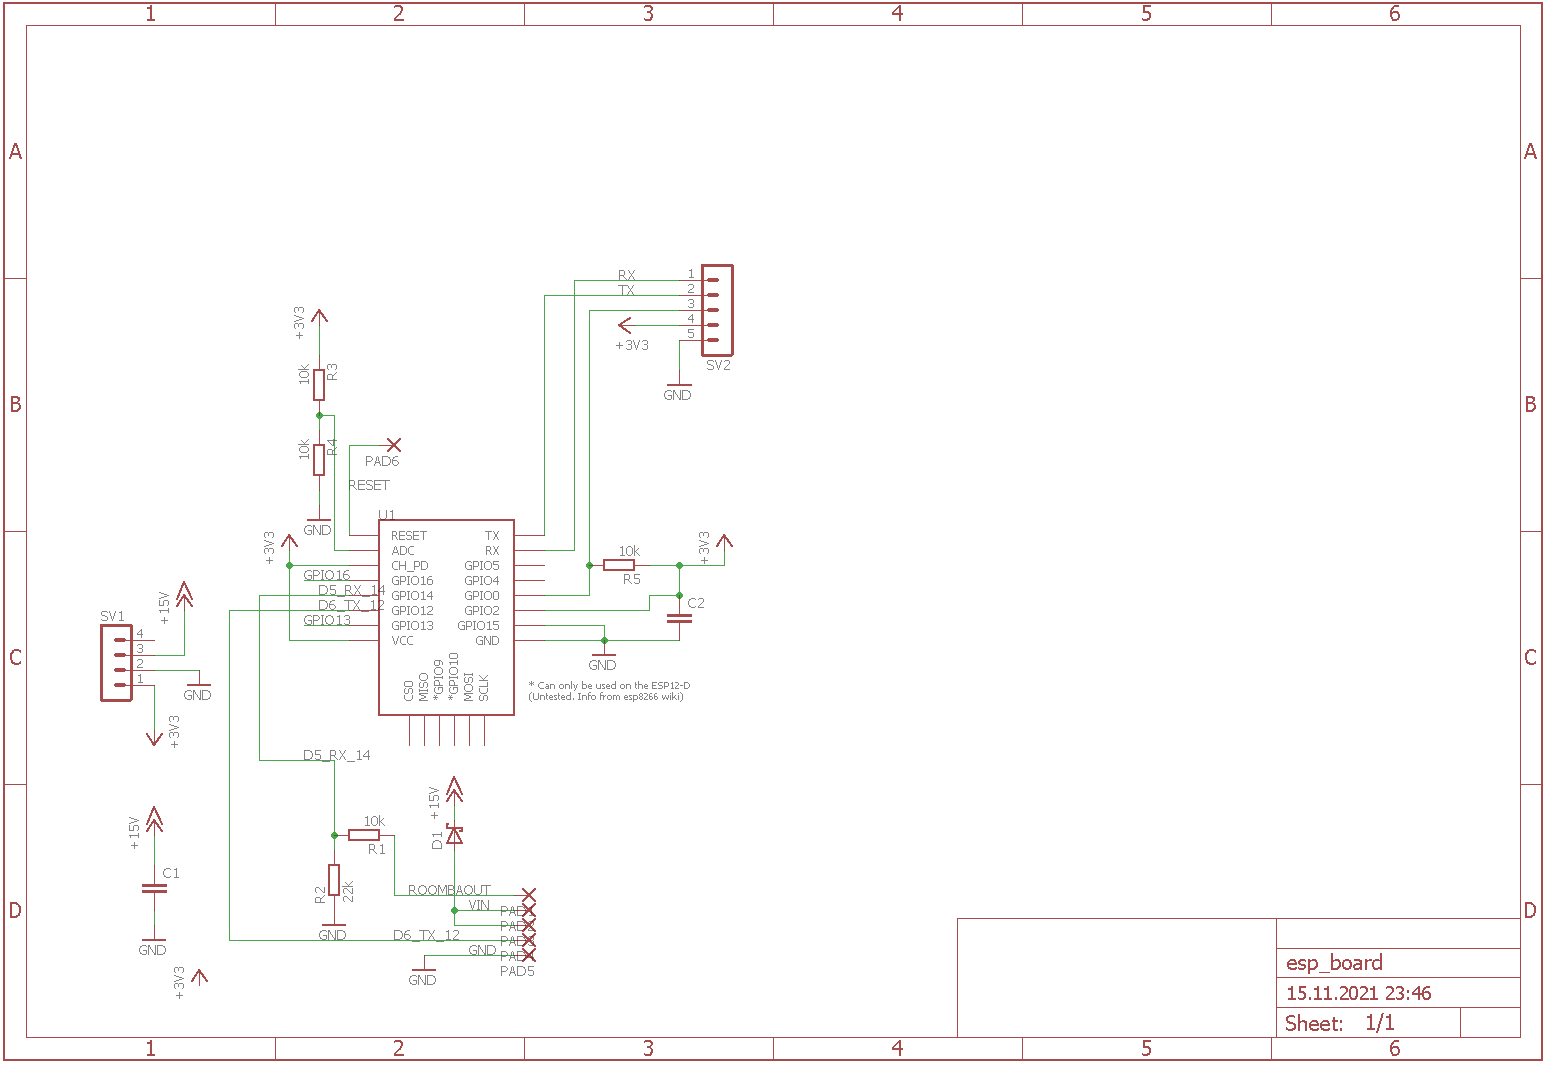 1 2 3 4 5 6
A A
RX 1
TX 2
3
4
+3V3
5
SV2
GND
+3V3
10k R3
B B
10k R4
PAD6
RESET
GND
U1
+3V3
RESET TX
ADC RX
CH_PD GPIO5
GPIO16 GPIO16 GPIO4
D5_RX_14 GPIO14 GPIO0
D6_TX_12 GPIO12 GPIO2
GPIO13 GPIO13 GPIO15
VCC GND
10k
R5
+3V3
C2
GND
CS0
MISO
*GPIO9
*GPIO10
MOSI
SCLK
* Can only be used on the ESP12-D
(Untested. Info from esp8266 wiki)
+15V
SV1
4
3
2
1
GND
+3V3
C C
D5_RX_14
+15V
D1
10k
R1
R2 22k
GND
+15V
C1
GND
+3V3
ROOMBAOUT
VIN
D6_TX_12
GND
GND
PAD5
D D
esp_board
15.11.2021 23:46
Sheet: 1/1
1 2 3 4 5 6